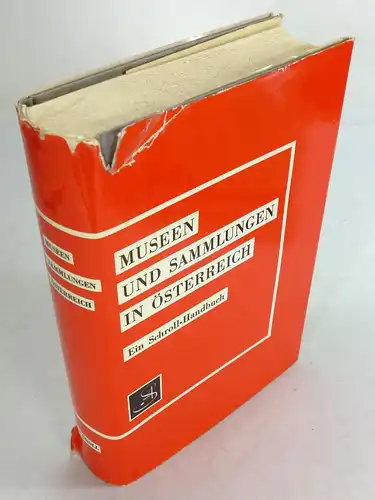 MUSEEN
UND SAMMLUNGEN
IN ÖSTERREICH
Ein Schroll-Handbuch
MUSEEN
SAMMLUNGEN
ÖSTERREICH